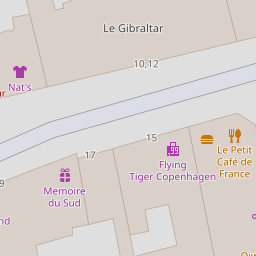 Le Gibraltar
10;12
Nat's
15
17
Flying
Tiger Copenhagen
Le Petit
Café de
France
Memoire
du Sud